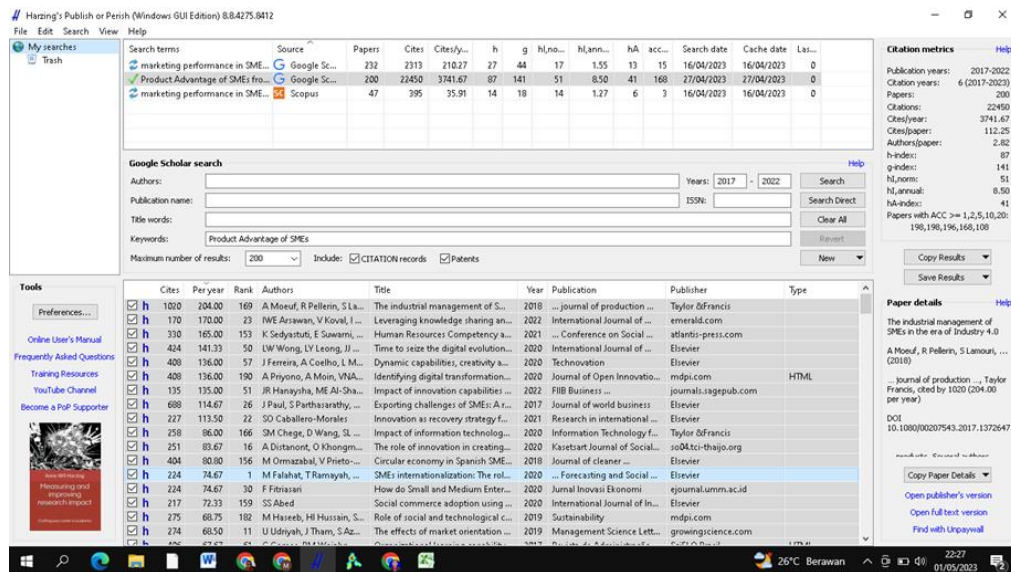 Harzing's Publish or Perish (Windows GUI Edition) 8.8.4275.8412
File Edit Search View Help
My searches
Trash
Search terms Source Papers Cites Cites/y... h g hI,no... hI,ann... hA acc... Search date Cache date Las...
marketing performance in SME... Google Sc... 232 2313 210.27 27 44 17 1.55 13 15 16/04/2023 16/04/2023 0
Product Advantage of SMEs fro... Google Sc... 200 22450 3741.67 87 141 51 8.50 41 168 27/04/2023 27/04/2023 0
marketing performance in SME... Scopus 47 395 35.91 14 18 14 1.27 6 3 16/04/2023 16/04/2023 0
Google Scholar search Help
Authors: Years: 2017 - 2022 Search
Publication name: ISSN: Search Direct
Title words: Clear All
Keywords: Product Advantage of SMEs Revert
Maximum number of results: 200 Include: CITATION records Patents New
Tools
Preferences...
Online User's Manual
Frequently Asked Questions
Training Resources
YouTube Channel
Become a PoP Supporter
Measuring and
improving
research impact
Cites Per year Rank Authors Title Year Publication Publisher Type
h 1020 204.00 169 A Moeuf, R Pellerin, S La... The industrial management of S... 2018 ... journal of production ... Taylor &Francis
h 170 170.00 23 IWE Arsawan, V Koval, I ... Leveraging knowledge sharing an... 2022 International Journal of ... emerald.com
h 330 165.00 153 K Sedyastuti, E Suwarni, ... Human Resources Competency a... 2021 ... Conference on Social ... atlantis-press.com
h 424 141.33 50 LW Wong, LY Leong, JJ ... Time to seize the digital evolution... 2020 International Journal of ... Elsevier
h 408 136.00 57 J Ferreira, A Coelho, L M... Dynamic capabilities, creativity a... 2020 Technovation Elsevier
h 408 136.00 190 A Priyono, A Moin, VNA... Identifying digital transformation... 2020 Journal of Open Innovatio... mdpi.com HTML
h 135 135.00 51 JR Hanaysha, ME Al-Sha... Impact of innovation capabilities ... 2022 FIIB Business ... journals.sagepub.com
h 688 114.67 26 J Paul, S Parthasarathy, ... Exporting challenges of SMEs: A r... 2017 Journal of world business Elsevier
h 227 113.50 22 SO Caballero-Morales Innovation as recovery strategy f... 2021 Research in international ... Elsevier
h 258 86.00 166 SM Chege, D Wang, SL ... Impact of information technolog... 2020 Information Technology f... Taylor &Francis
h 251 83.67 16 A Distanont, O Khongm... The role of innovation in creating... 2020 Kasetsart Journal of Social... so04.tci-thaijo.org
h 404 80.80 156 M Ormazabal, V Prieto-... Circular economy in Spanish SME... 2018 Journal of cleaner ... Elsevier
h 224 74.67 1 M Falahat, T Ramayah, ... SMEs internationalization: The rol... 2020 ... Forecasting and Social ... Elsevier
h 224 74.67 30 F Fitriasari How do Small and Medium Enter... 2020 Jurnal Inovasi Ekonomi ejournal.umm.ac.id
h 217 72.33 159 SS Abed Social commerce adoption using ... 2020 International Journal of In... Elsevier
h 275 68.75 182 M Haseeb, HI Hussain, S... Role of social and technological c... 2019 Sustainability mdpi.com
h 274 68.50 11 U Udriyah, J Tham, S Az... The effects of market orientation ... 2019 Management Science Lett... growingscience.com
Citation metrics Help
Publication years: 2017-2022
Citation years: 6 (2017-2023)
Papers: 200
Citations: 22450
Cites/year: 3741.67
Cites/paper: 112.25
Authors/paper: 2.82
h-index: 87
g-index: 141
hI,norm: 51
hI,annual: 8.50
hA-index: 41
Papers with ACC >= 1,2,5,10,20:
198,198,196,168,108
Copy Results
Save Results
Paper details Help
The industrial management of
SMEs in the era of Industry 4.0
A Moeuf, R Pellerin, S Lamouri, ...
(2018)
... journal of production ..., Taylor
Francis, cited by 1020 (204.00
per year)
DOI
10.1080/00207543.2017.1372647
Copy Paper Details
Open publisher's version
Open full text version
Find with Unpaywall
26°C Berawan
22:27
01/05/2023